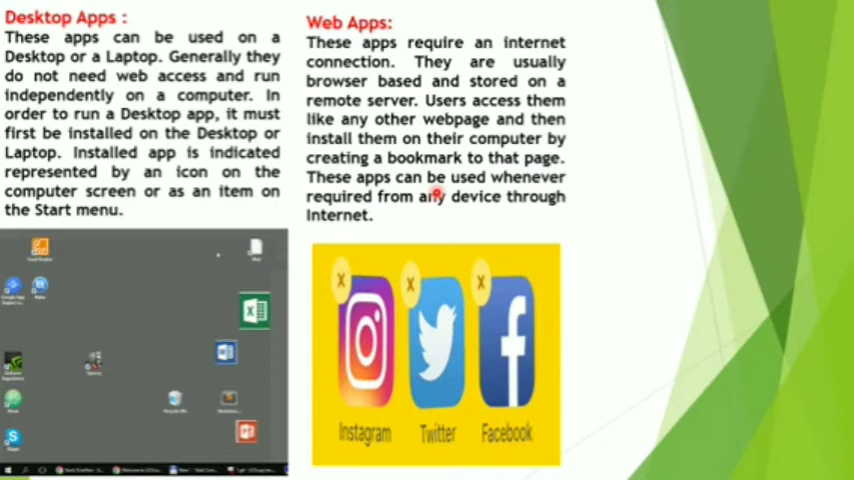 Desktop Apps :
These apps can be used on a
Desktop or a Laptop. Generally they
do not need web access and run
independently on a computer. In
order to run a Desktop app, it must
first be installed on the Desktop or
Laptop. Installed app is indicated
represented by an icon on the
computer screen or as an item on
the Start menu.
Web Apps:
These apps require an internet
connection. They are usually
browser based and stored on a
remote server. Users access them
like any other webpage and then
install them on their computer by
creating a bookmark to that page.
These apps can be used whenever
required from any device through
Internet.
Instagram Twitter Facebook